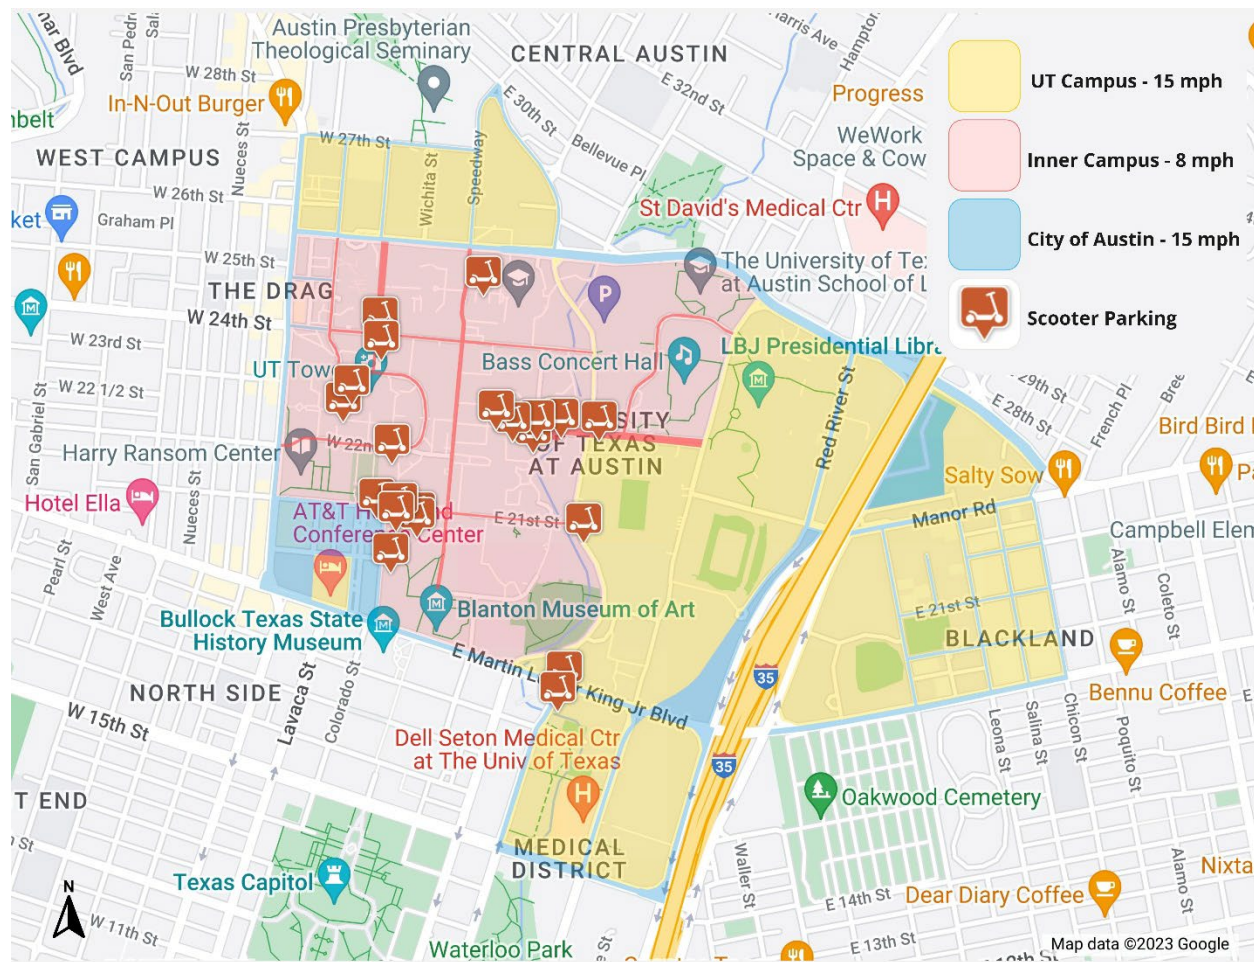 Austin Presbyterian
Theological Seminary
CENTRAL AUSTIN
Harris Ave
Hampton
San Pedro
W 28th St
In-N-Out Burger
E 30th St
E 32nd St
Progress
UT Campus - 15 mph
WEST CAMPUS
Nueces St
W 27th St
Wichita St
Speedway
Bellevue Pl
WeWork
Space & Cow
Inner Campus - 8 mph
W 26th St
Graham Pl
St David's Medical Ctr
H
City of Austin - 15 mph
W 25th St
THE DRAG
W 24th St
P
The University of Te
at Austin School of L
Scooter Parking
W 23rd St
UT Tow
Bass Concert Hall
LBJ Presidential Libr
W 22 1/2 St
San Gabriel St
Harry Ransom Center
W 22n
SITY
OF TEXAS
AT AUSTIN
Red River St
29th St
E 28th St
French Pl
Bird Bird
Hotel Ella
Nueces St
AT&T H
nd
Conference Center
E 21st St
Salty Sow
Manor Rd
Campbell Elem
Pearl St
West Ave
Bullock Texas State
History Museum
Blanton Museum of Art
E 21st St
BLACKLAND
Alamo St
Coleto St
E Martin L
King Jr Blvd
Bennu Coffee
NORTH SIDE
Lavaca St
Colorado St
W 15th St
35
35
Leona St
Salina St
Chicon St
Poquito St
Dell Seton Medical Ctr
at The Univ of Texas
H
T END
MEDICAL
DISTRICT
Oakwood Cemetery
Texas Capitol
Waller St
E 14th St
Dear Diary Coffee
Alamo St
Nixta
N
W 11th St
Waterloo Park
E 13th St
12th St
Map data ©2023 Google